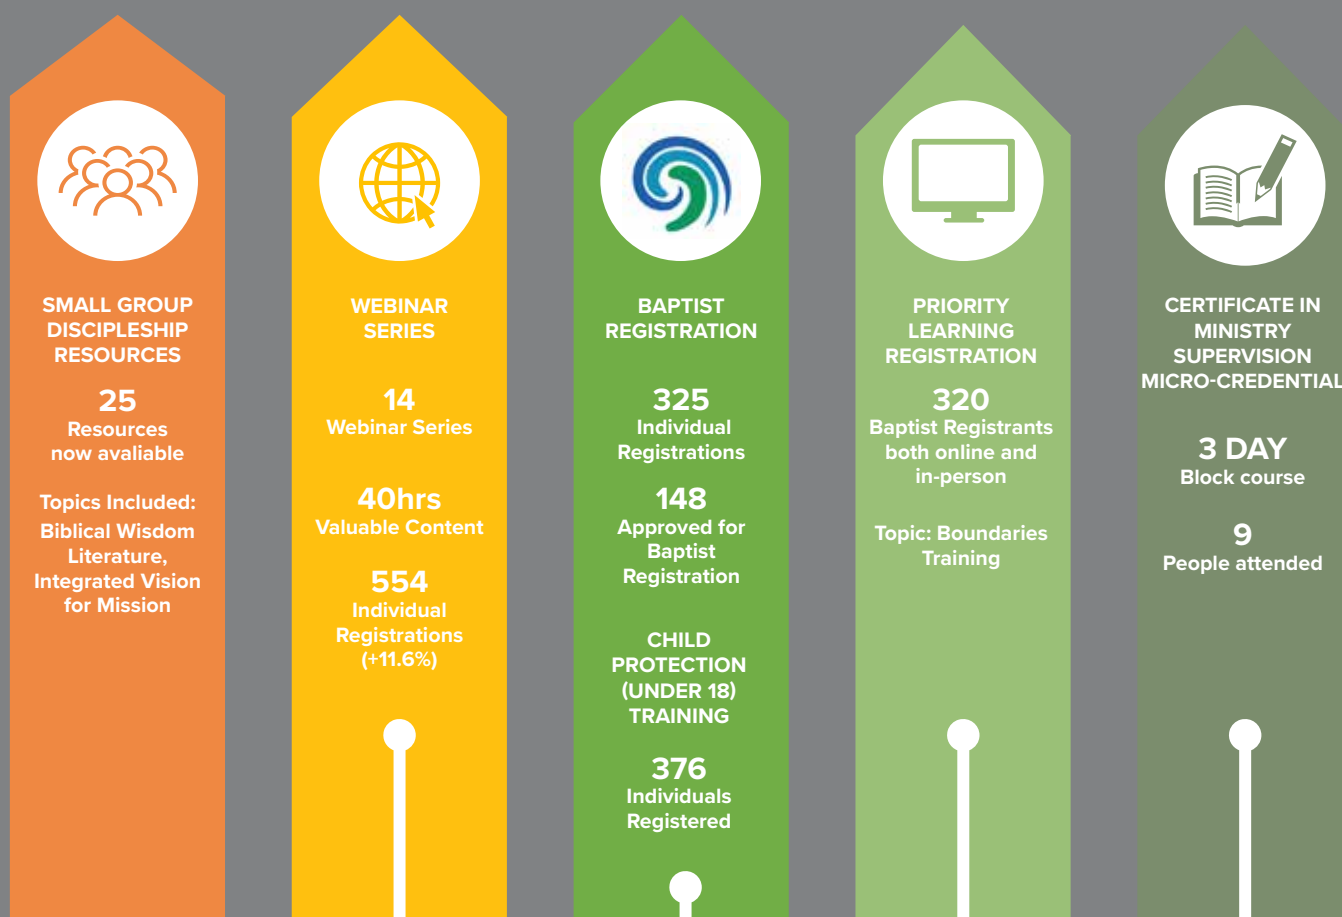 SMALL GROUP
DISCIPLESHIP
RESOURCES
25
Resources
now avaliable
Topics Included:
Biblical Wisdom
Literature,
Integrated Vision
for Mission
WEBINAR
SERIES
14
Webinar Series
40hrs
Valuable Content
554
Individual
Registrations
(+11.6%)
BAPTIST
REGISTRATION
325
Individual
Registrations
148
Approved for
Baptist
Registration
CHILD
PROTECTION
(UNDER 18)
TRAINING
376
Individuals
Registered
PRIORITY
LEARNING
REGISTRATION
320
Baptist Registrants
both online and
in-person
Topic: Boundaries
Training
CERTIFICATE IN
MINISTRY
SUPERVISION
MICRO-CREDENTIAL
3 DAY
Block course
9
People attended